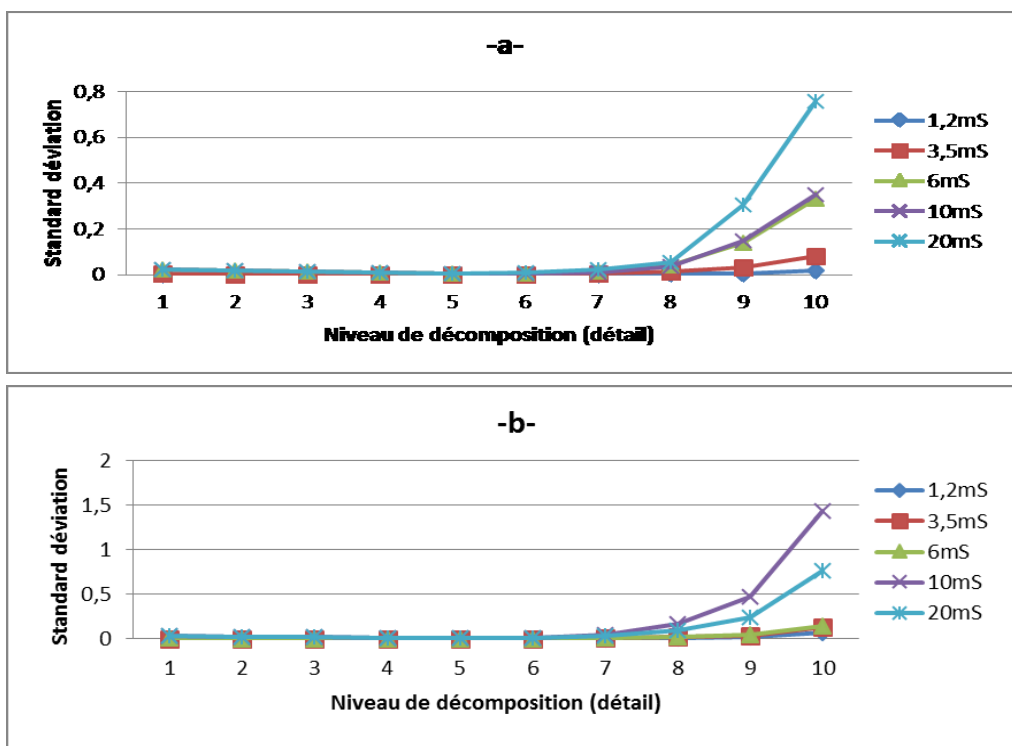 -a-
Standard déviation
0,8
0,6
0,4
0,2
0
1 2 3 4 5 6 7 8 9 10
Niveau de décomposition (détail)
1,2mS
3,5mS
6mS
10mS
20mS
-b-
Standard déviation
2
1,5
1
0,5
0
1 2 3 4 5 6 7 8 9 10
Niveau de décomposition (détail)
1,2mS
3,5mS
6mS
10mS
20mS